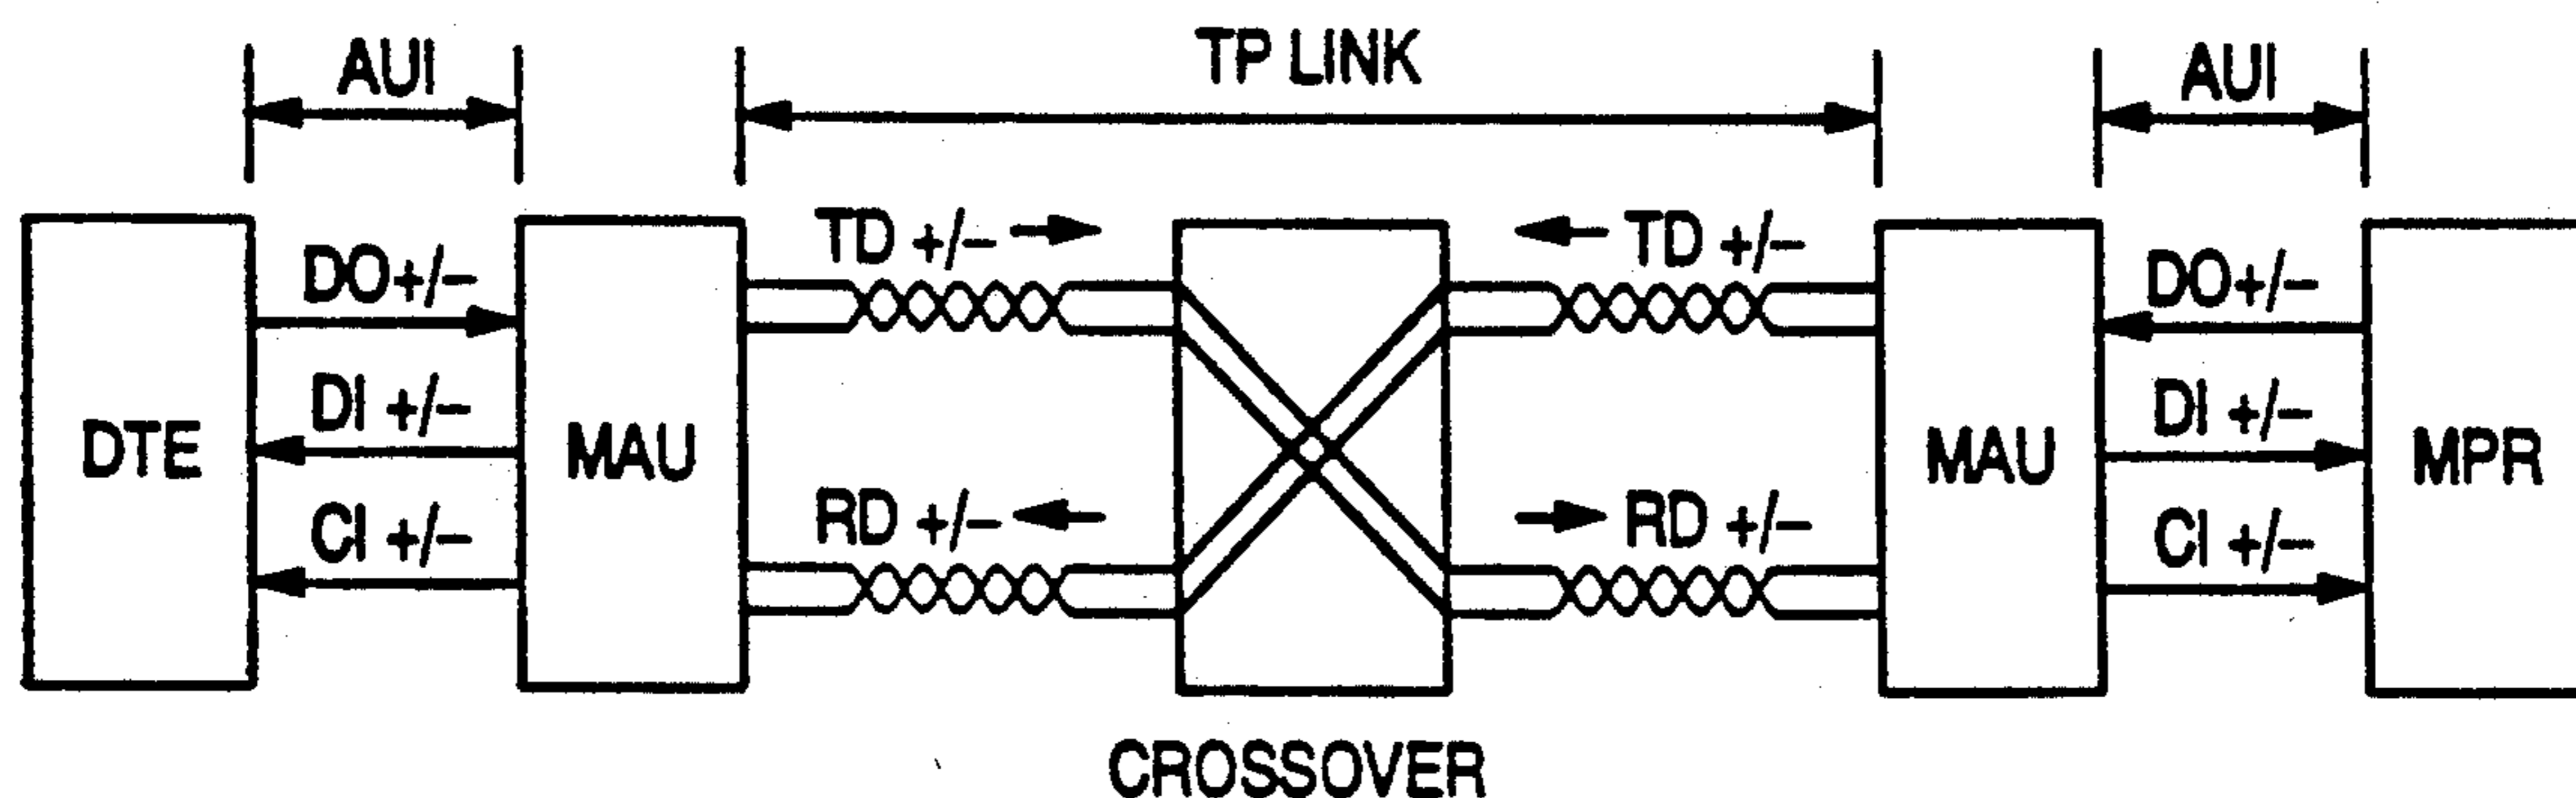 AUI
TP LINK
AUI
TD +/-
TD +/-
DO+/-
DO+/-
DI +/-
DI +/-
DTE
MAU
MAU
MPR
CI +/-
RD +/-
RD +/-
CI +/-
CROSSOVER